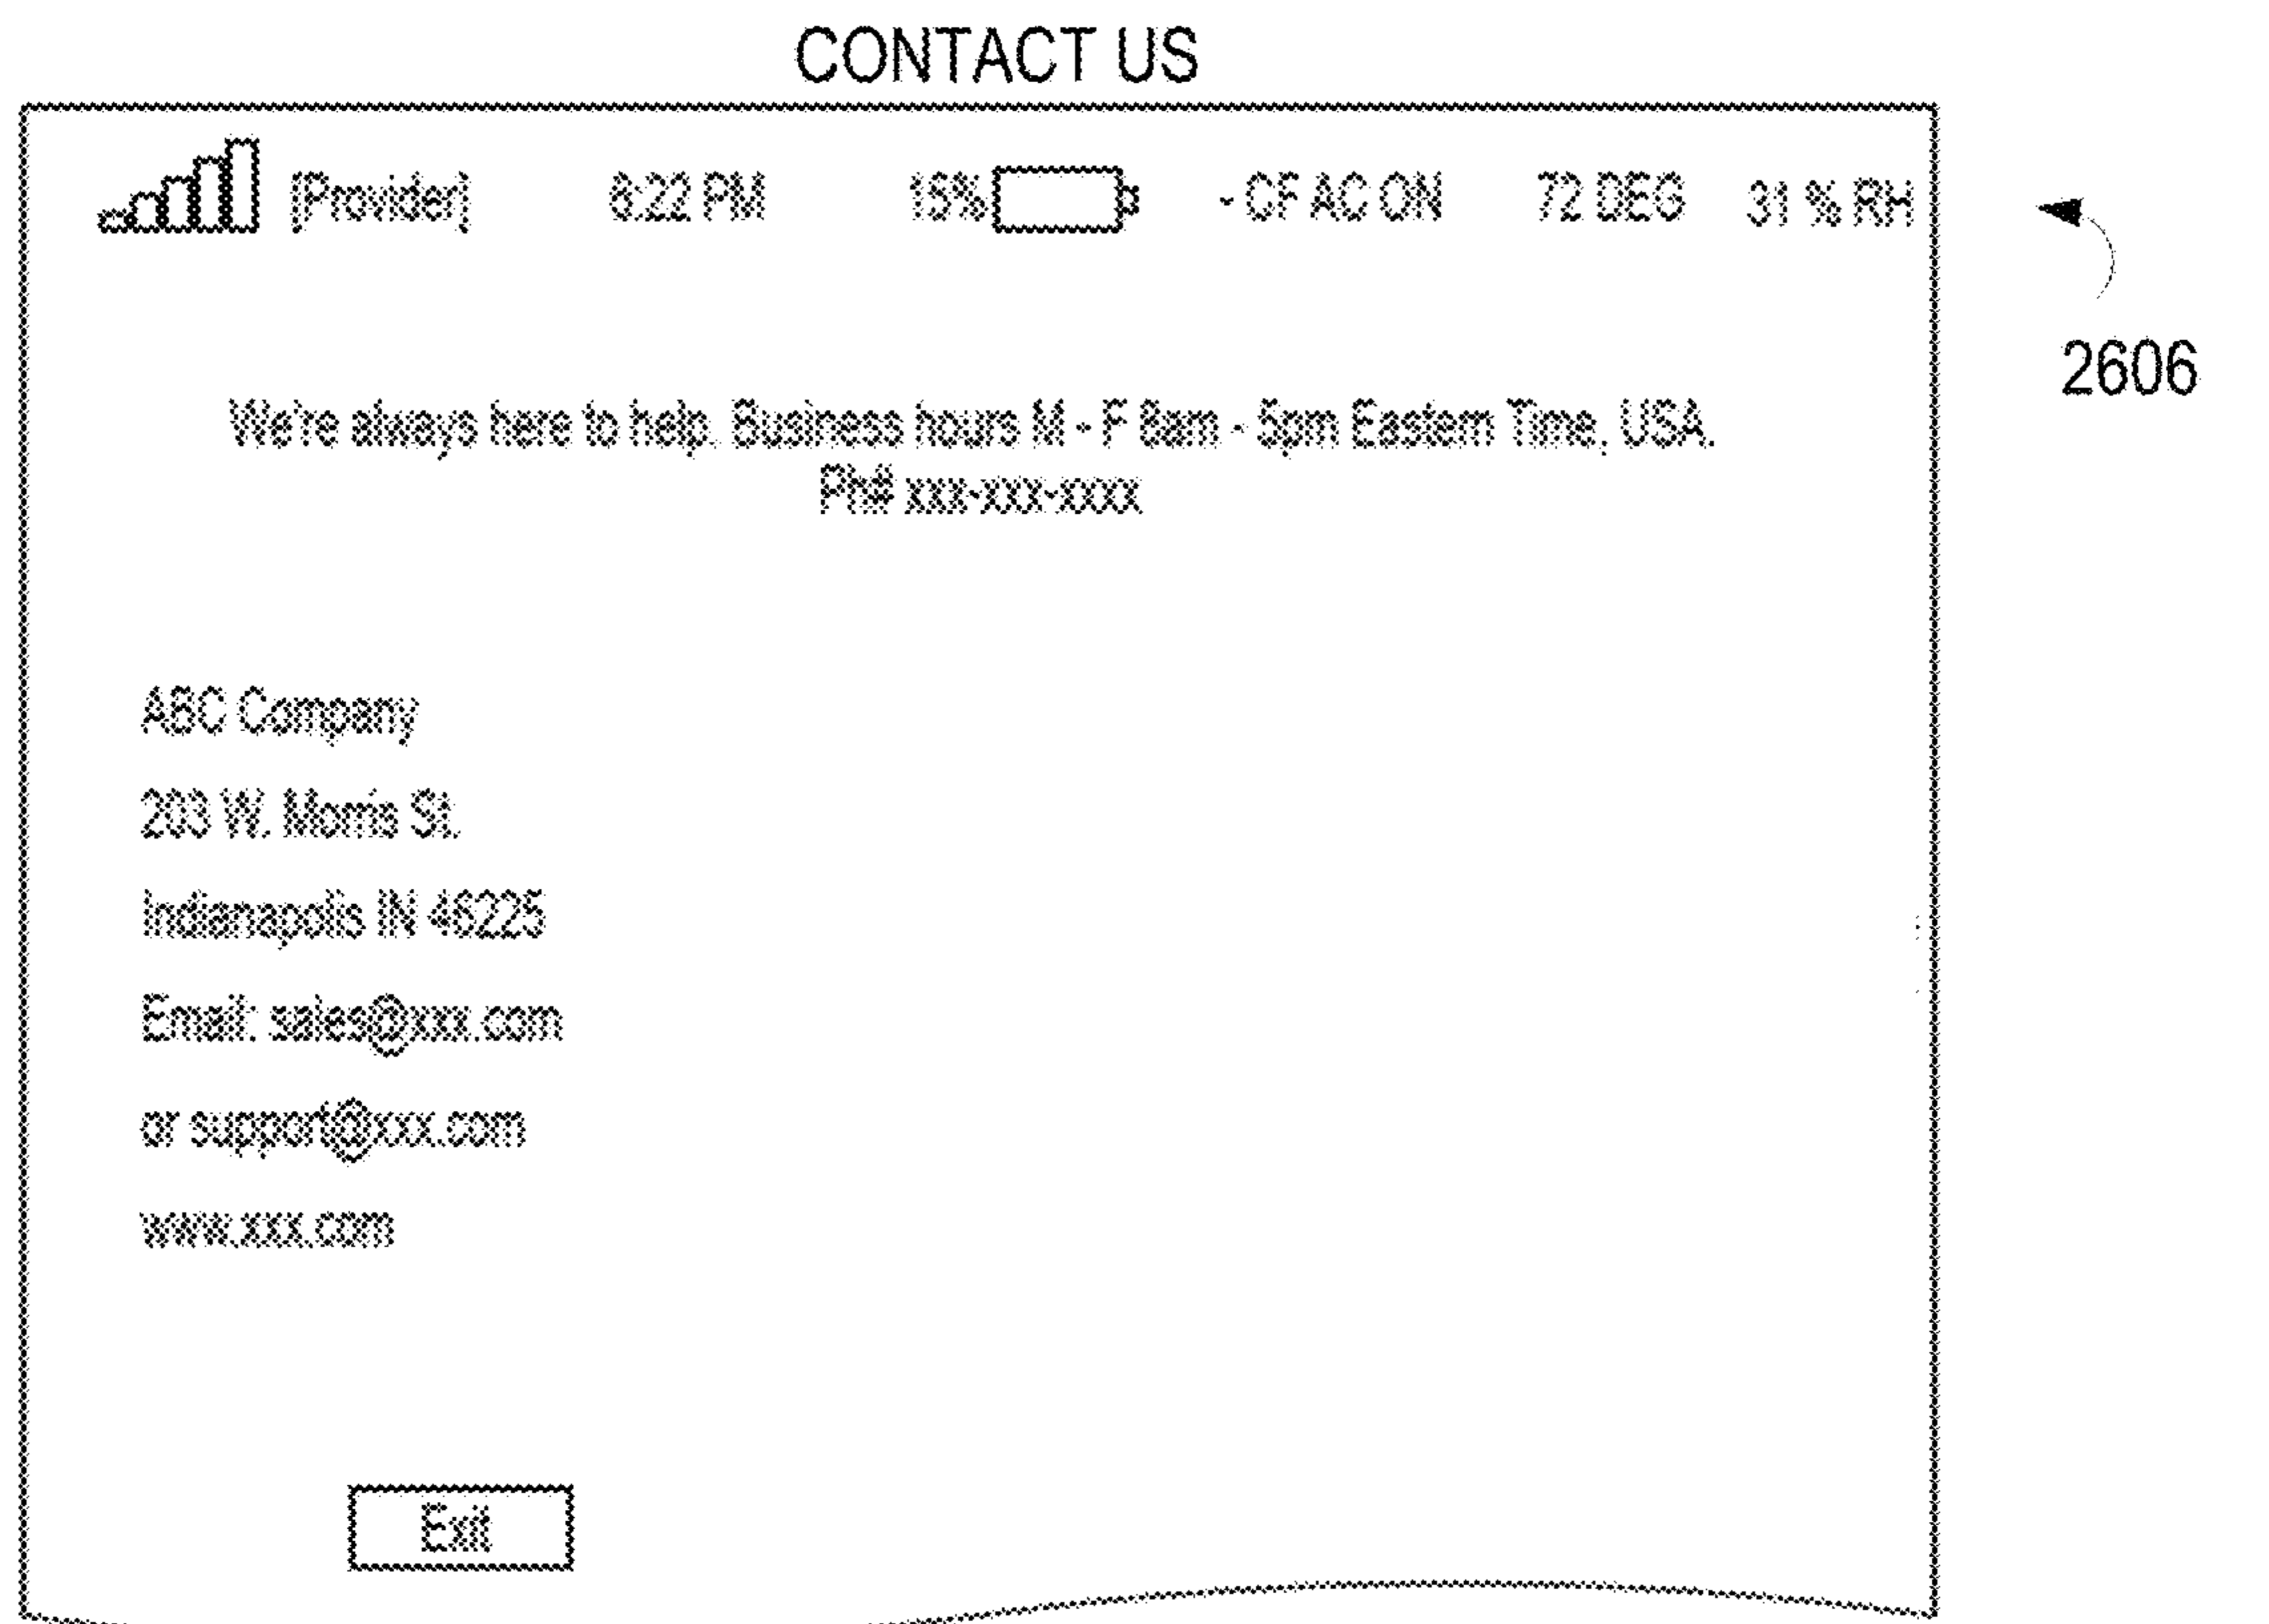 CONTACT US
[Provider] 6:22 PM 15% - CF AC ON 72 DEG 31 % RH
2606
We're always here to help. Business hours M - F 8am - 5pm Eastern Time, USA.
Ph# xxx-xxx-xxxx
ABC Company
203 W. Morris St.
Indianapolis IN 46225
Email: sales@xxx.com
or support@xxx.com
www.xxx.com
Exit